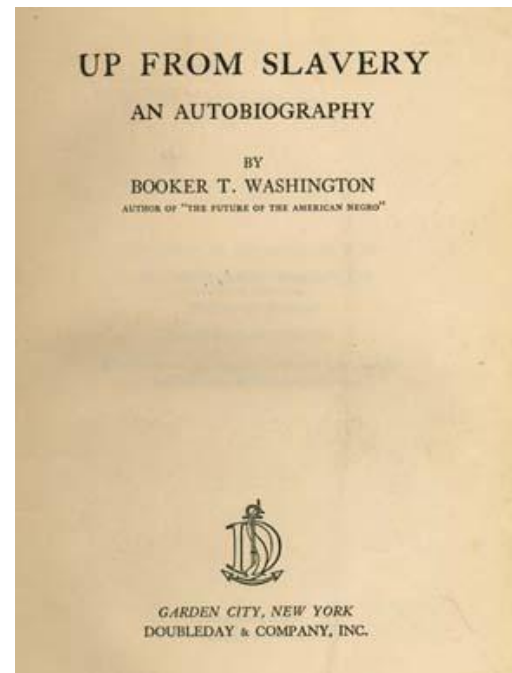 UP FROM SLAVERY
AN AUTOBIOGRAPHY
BY
BOOKER T. WASHINGTON
AUTHOR OF "THE FUTURE OF THE AMERICAN NEGRO"
GARDEN CITY, NEW YORK
DOUBLEDAY & COMPANY, INC.